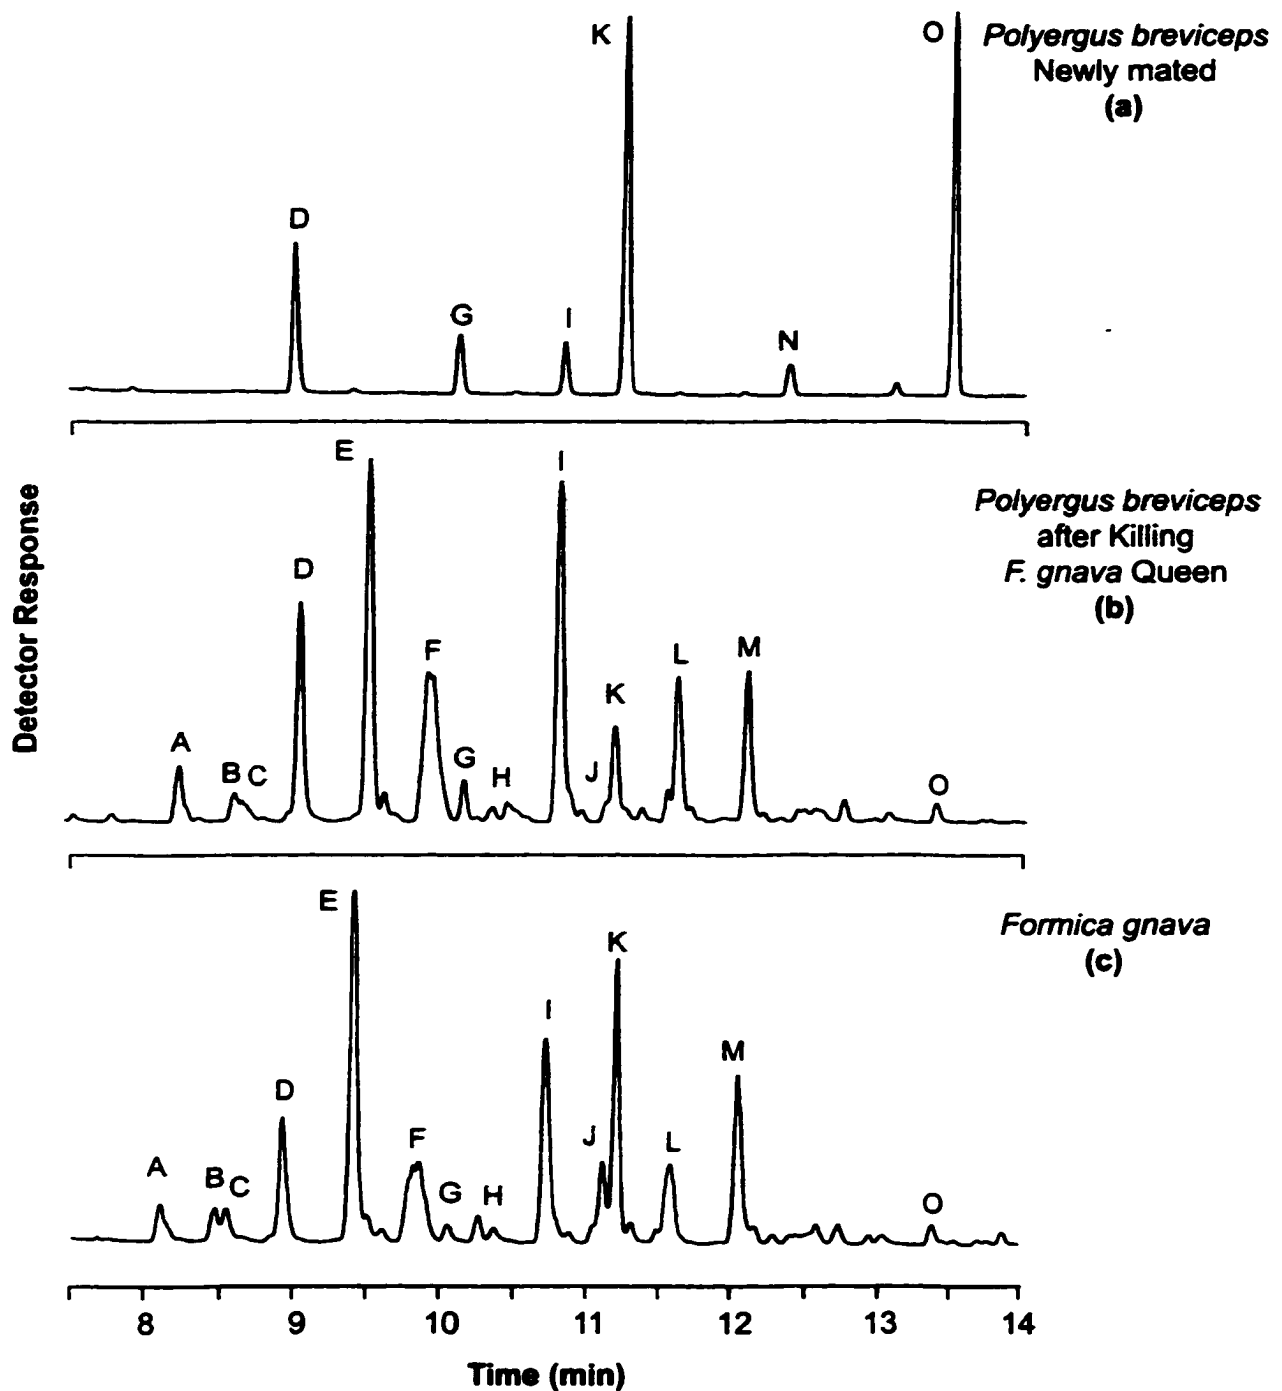 K
O
Polyergus breviceps
Newly mated
(a)
D
G
I
N
E
I
Polyergus breviceps
after Killing
F. gnava Queen
(b)
D
F
L
M
K
A
B C
G
H
J
O
Detector Response
E
Formica gnava
(c)
K
I
M
D
F
J
L
A
B C
G
H
O
8 9 10 11 12 13 14
Time (min)